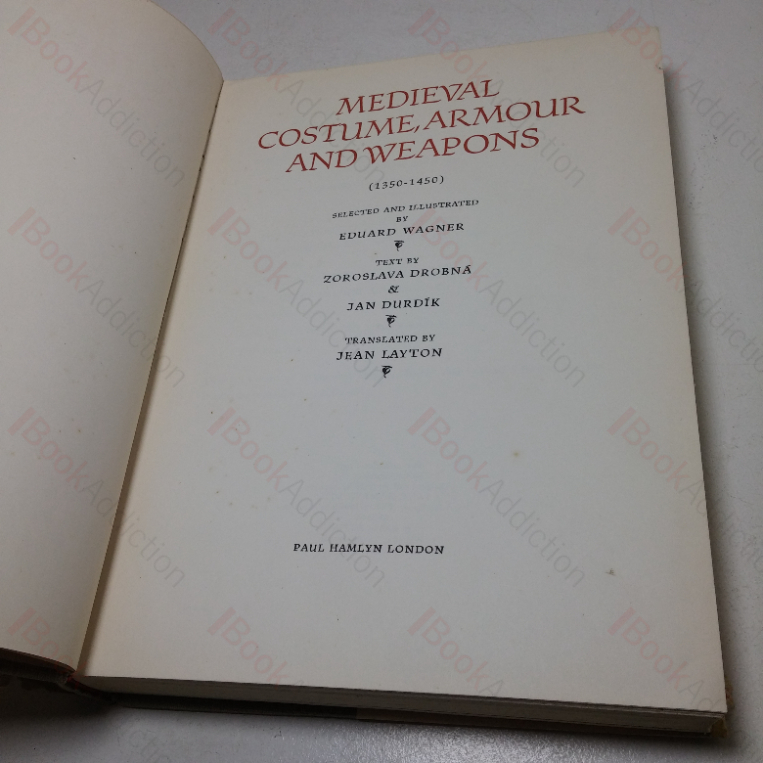 MEDIEVAL
COSTUME, ARMOUR
AND WEAPONS
(1350-1450)
SELECTED AND ILLUSTRATED
BY
EDUARD WAGNER
TEXT BY
ZOROSLAVA DROBNÁ
&
JAN DURDÍK
TRANSLATED BY
JEAN LAYTON
PAUL HAMLYN LONDON
BookAddiction